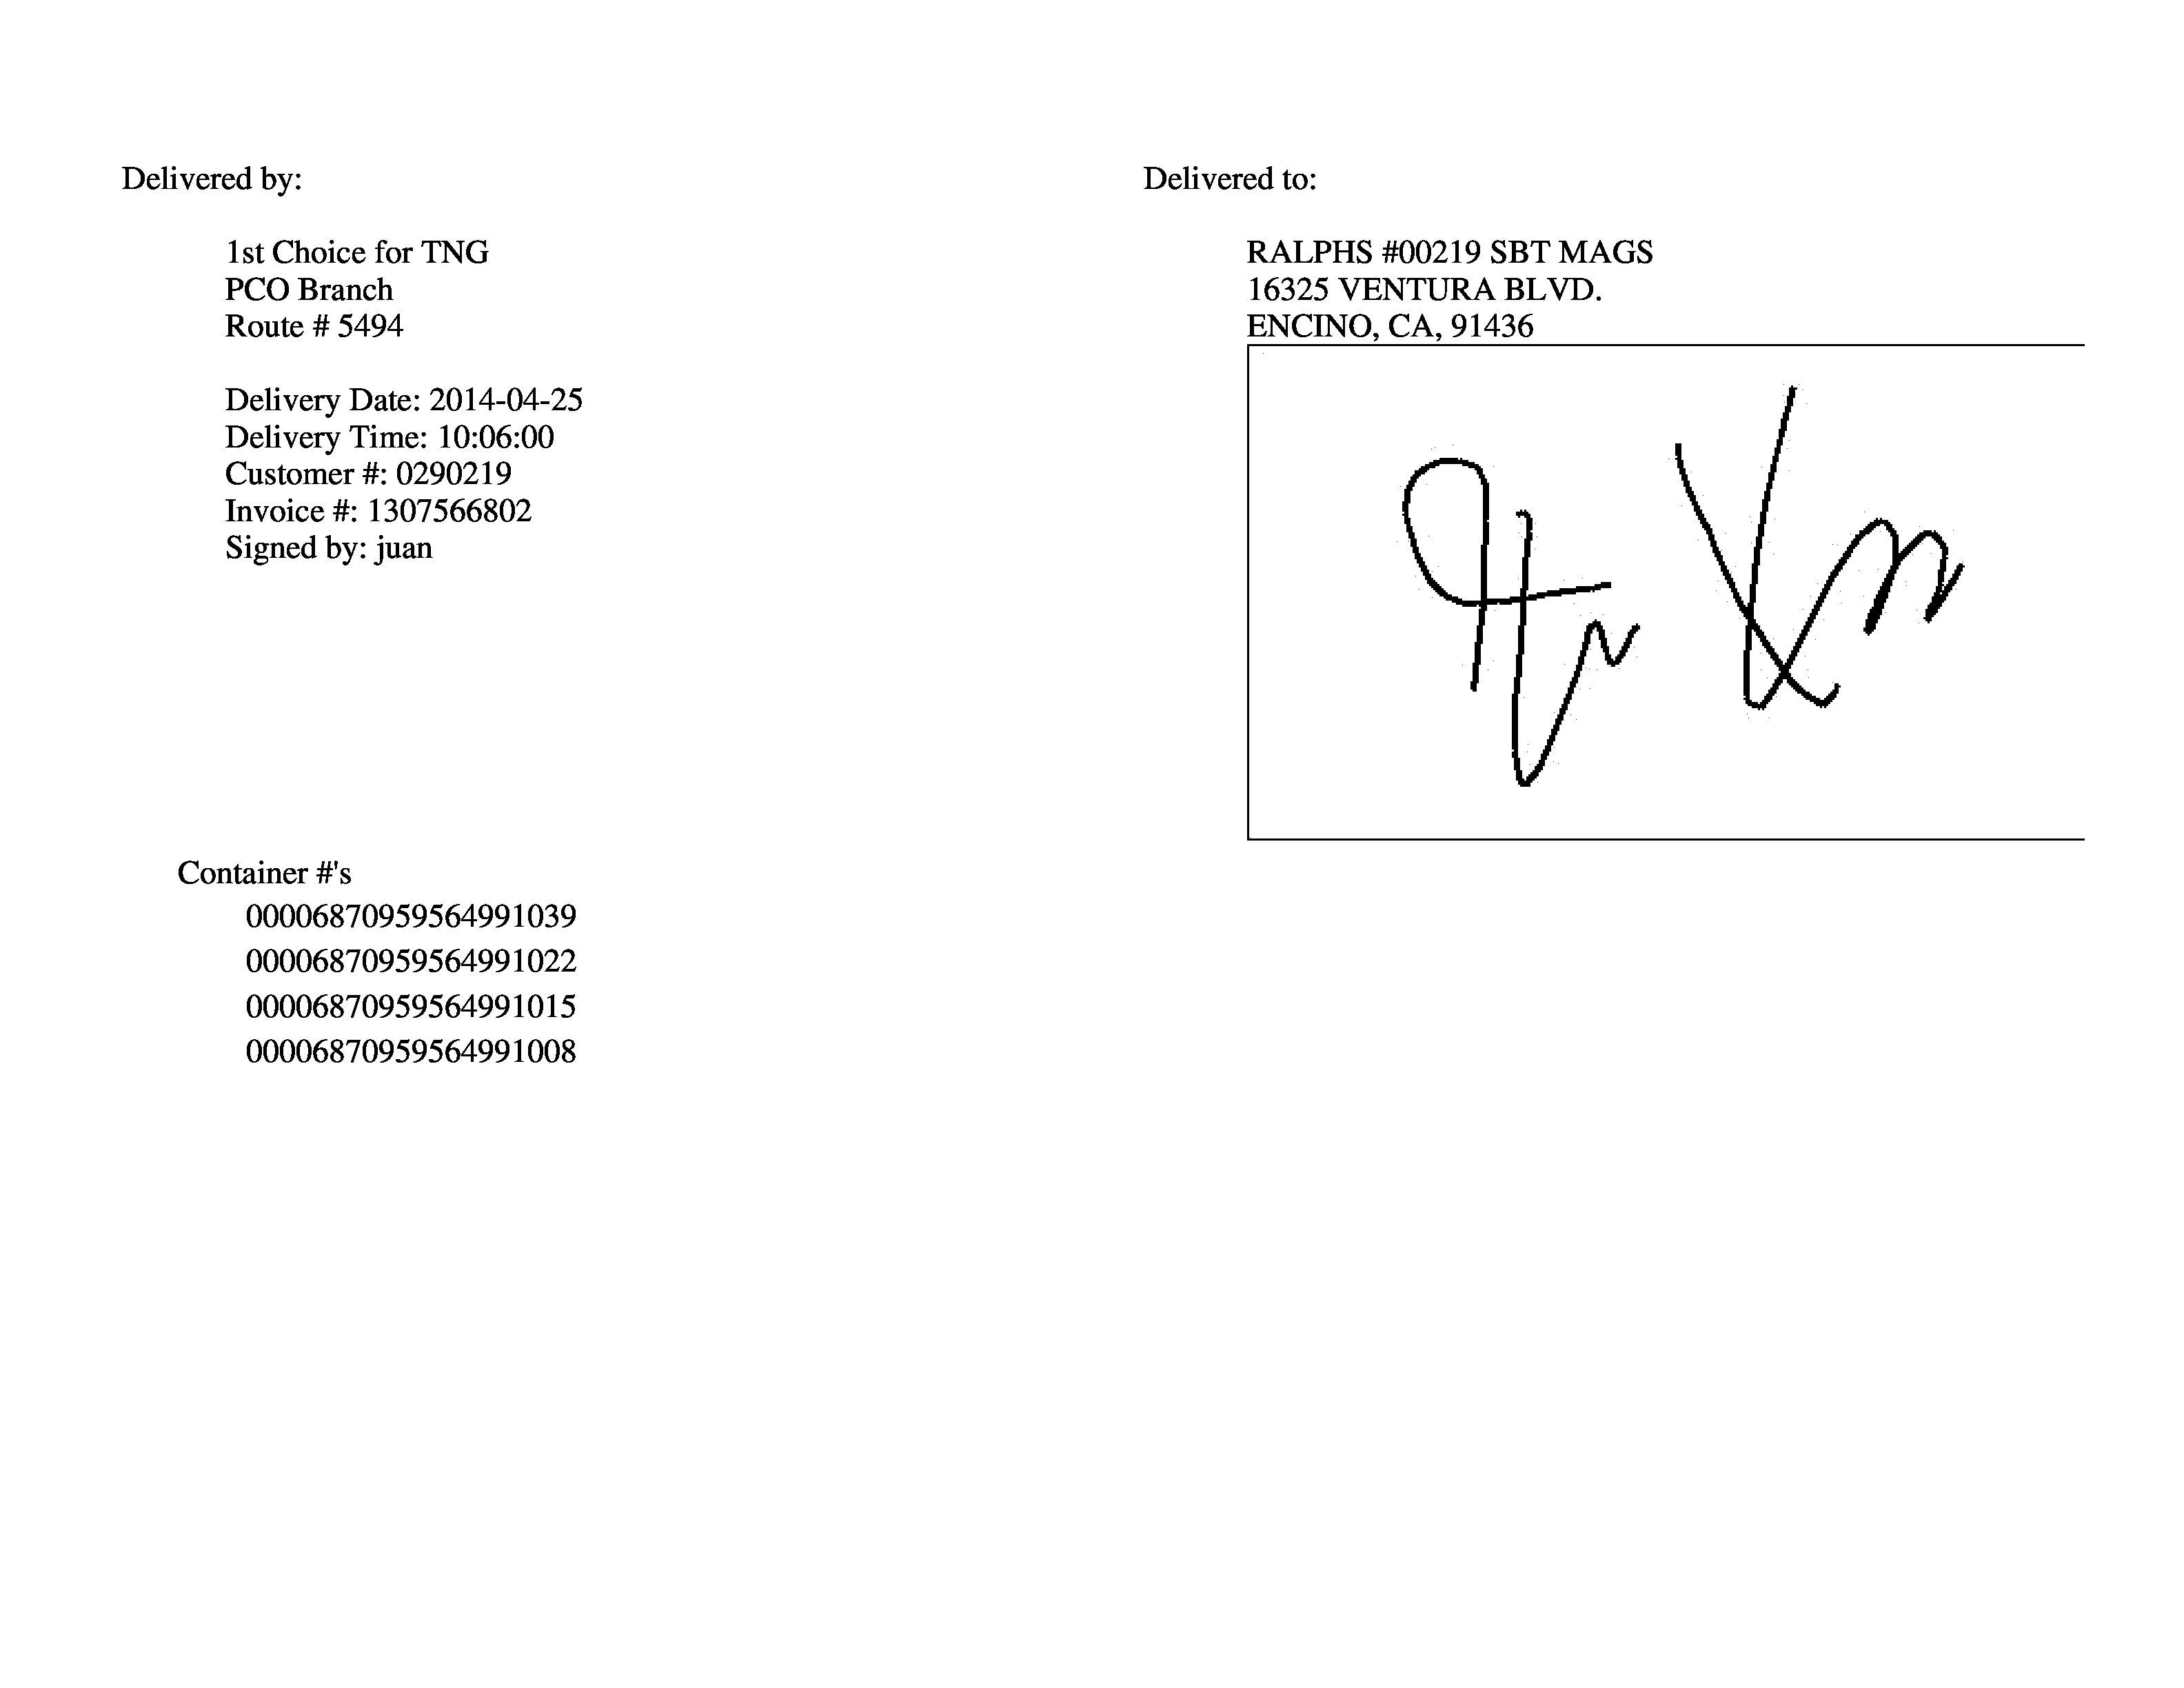 Delivered by:
1st Choice for TNG
PCO Branch
Route # 5494
Delivery Date: 2014-04-25
Delivery Time: 10:06:00
Customer #: 0290219
Invoice #: 1307566802
Signed by: juan
Delivered to:
RALPHS #00219 SBT MAGS
16325 VENTURA BLVD.
ENCINO, CA, 91436
Container #'s
00006870959564991039
00006870959564991022
00006870959564991015
00006870959564991008